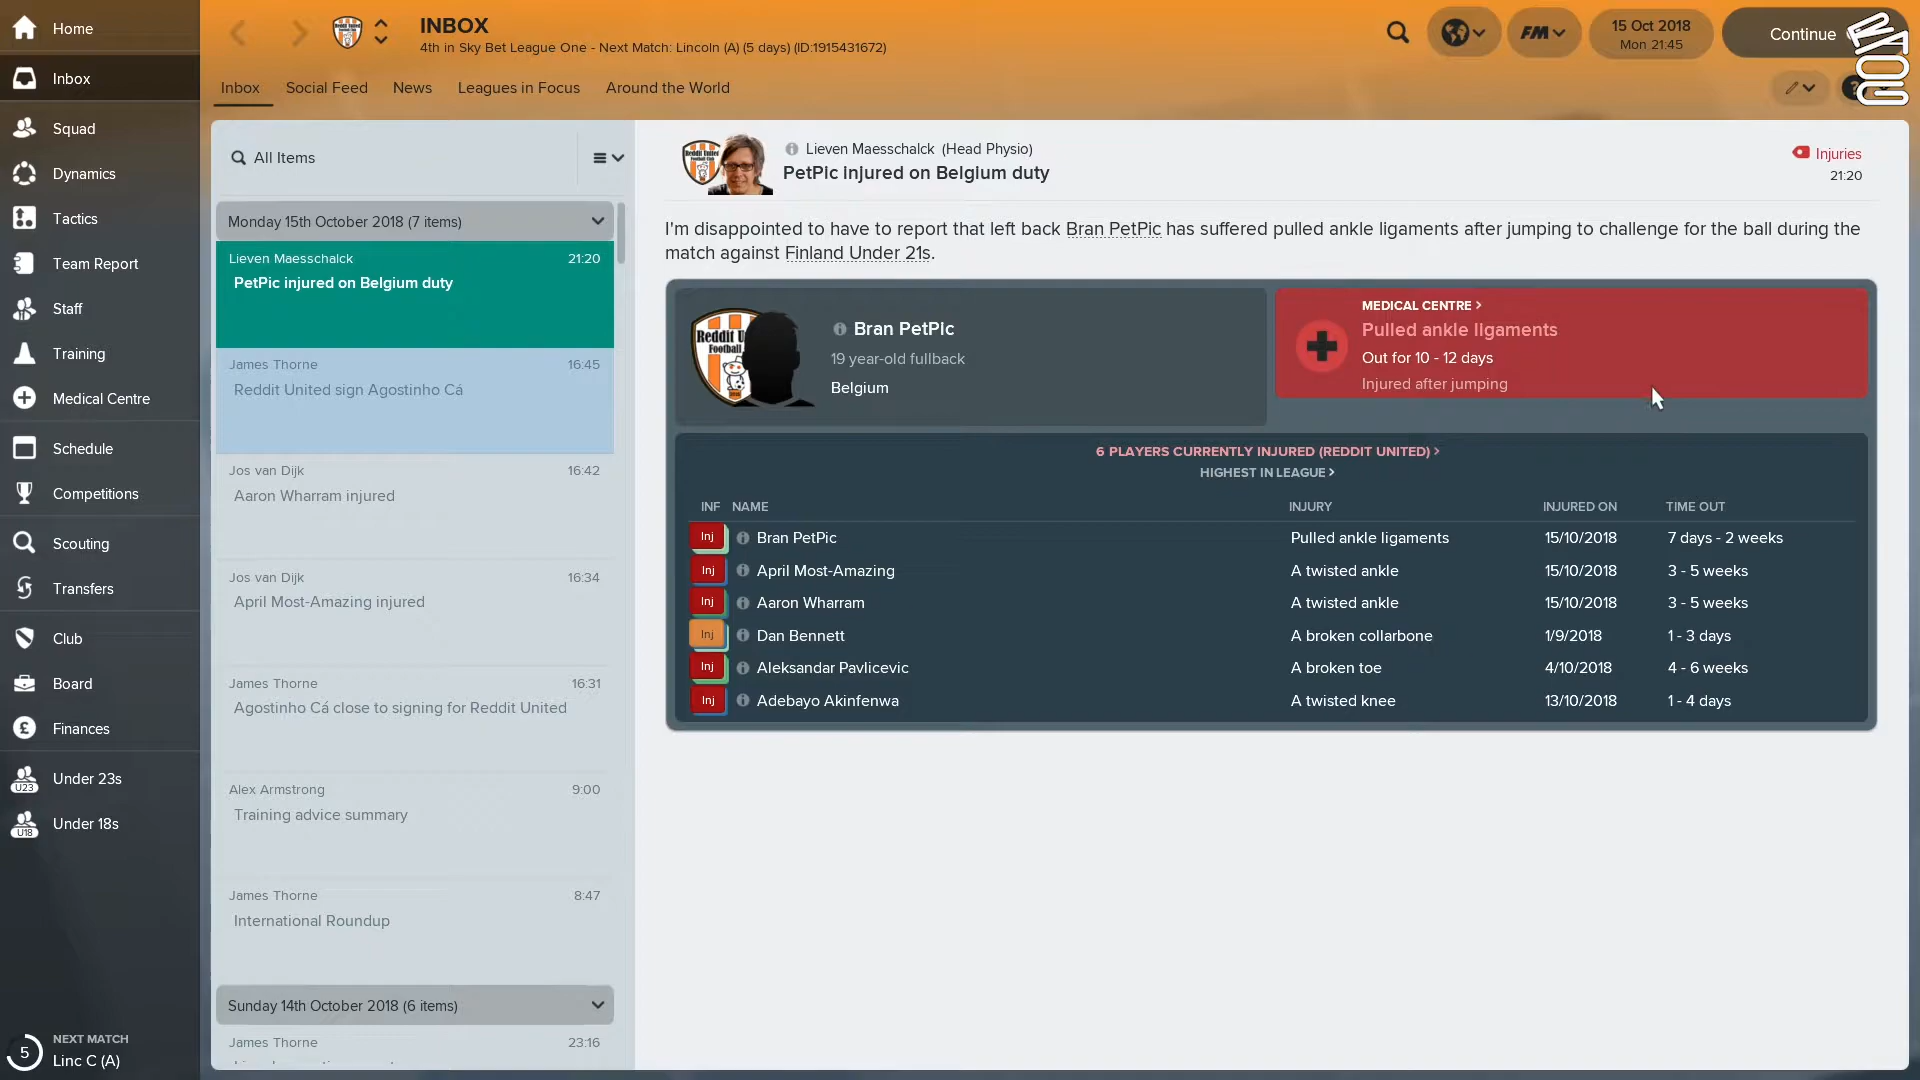 Home
Inbox
Squad
Dynamics
Tactics
Team Report
Staff
Training
Medical Centre
Schedule
Competitions
Scouting
Transfers
Club
Board
Finances
U23
Under 23s
U18
Under 18s
5
NEXT MATCH
Linc C (A)
INBOX
4th in Sky Bet League One - Next Match: Lincoln (A) (5 days) (ID:1915431672)
FM
15 Oct 2018
Mon 21:45
Continue
Inbox
Social Feed
News
Leagues in Focus
Around the World
?
All Items
Monday 15th October 2018 (7 items)
Lieven Maesschalck 21:20
PetPic injured on Belgium duty
James Thorne 16:45
Reddit United sign Agostinho Cá
Jos van Dijk 16:42
Aaron Wharram injured
Jos van Dijk 16:34
April Most-Amazing injured
James Thorne 16:31
Agostinho Cá close to signing for Reddit United
Alex Armstrong 9:00
Training advice summary
James Thorne 8:47
International Roundup
Sunday 14th October 2018 (6 items)
James Thorne 23:16
Reddit United
Football Club
Lieven Maesschalck (Head Physio)
PetPic injured on Belgium duty
Injuries
21:20
I'm disappointed to have to report that left back Bran PetPic has suffered pulled ankle ligaments after jumping to challenge for the ball during the
match against Finland Under 21s.
Reddit
Football
Bran PetPic
19 year-old fullback
Belgium
MEDICAL CENTRE >
Pulled ankle ligaments
Out for 10 - 12 days
Injured after jumping
6 PLAYERS CURRENTLY INJURED (REDDIT UNITED) >
HIGHEST IN LEAGUE >
INF NAME INJURY INJURED ON TIME OUT
Inj Bran PetPic Pulled ankle ligaments 15/10/2018 7 days - 2 weeks
Inj April Most-Amazing A twisted ankle 15/10/2018 3 - 5 weeks
Inj Aaron Wharram A twisted ankle 15/10/2018 3 - 5 weeks
Inj Dan Bennett A broken collarbone 1/9/2018 1 - 3 days
Inj Aleksandar Pavlicevic A broken toe 4/10/2018 4 - 6 weeks
Inj Adebayo Akinfenwa A twisted knee 13/10/2018 1 - 4 days